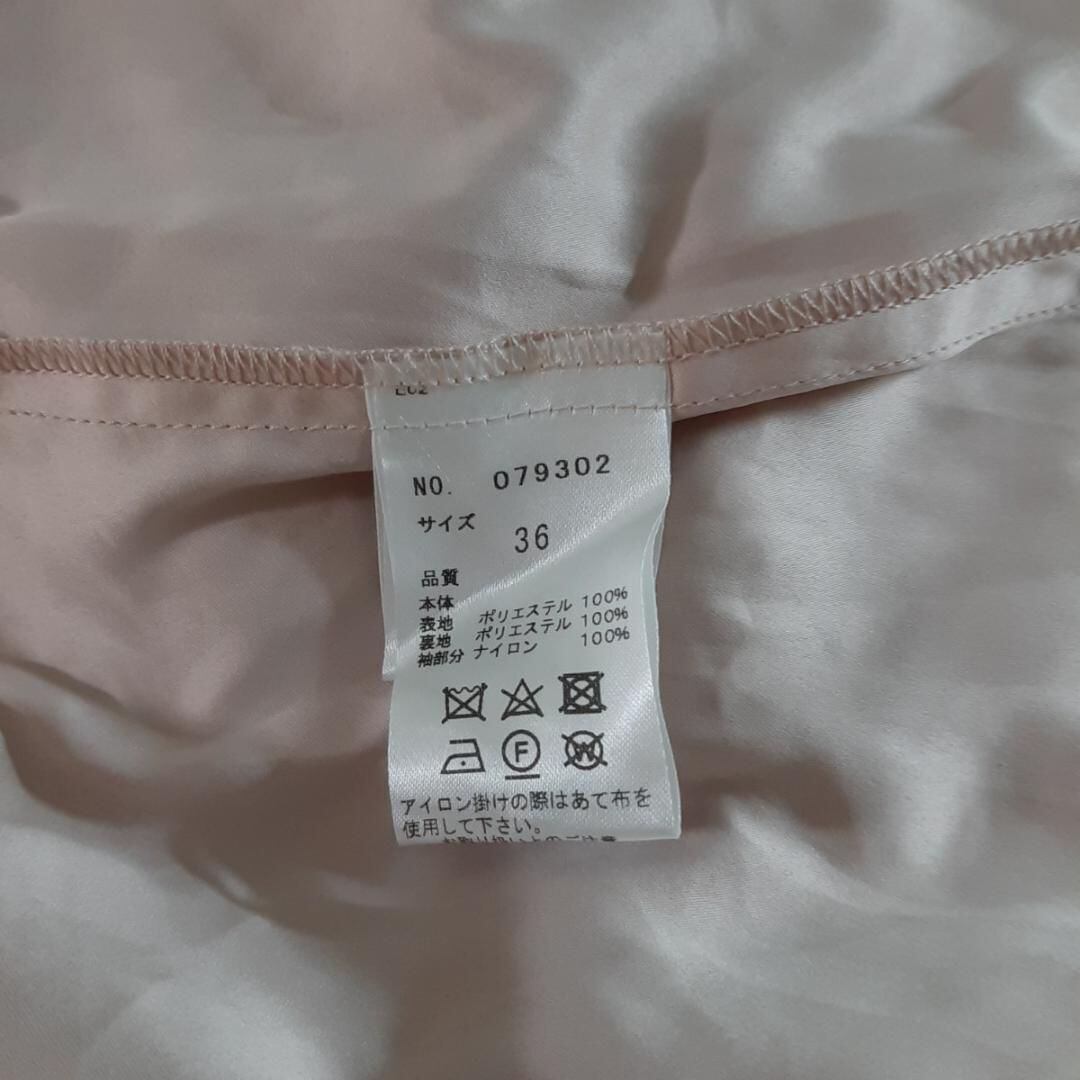 NO. 079302
サイズ
36
品質
本体
表地 ポリエステル 100%
裏地 ポリエステル 100%
袖部分 ナイロン 100%
F
W
アイロン掛けの際はあて布を
使用して下さい。